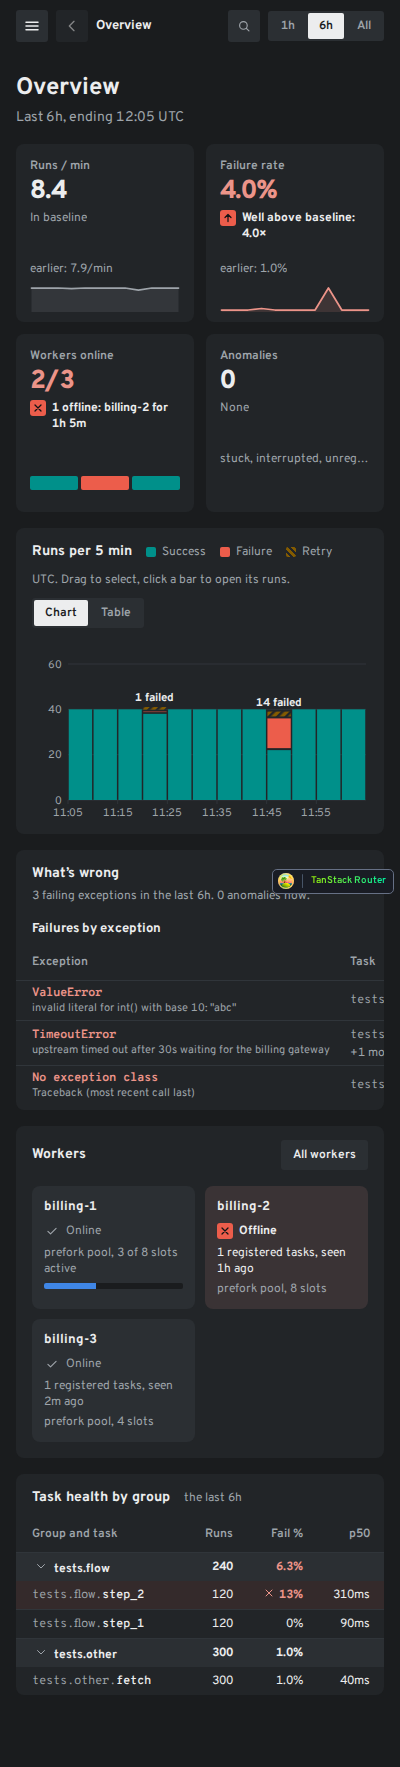 Overview
1h 6h All
Overview
Last 6h, ending 12:05 UTC
Runs / min
8.4
In baseline
earlier: 7.9/min
Failure rate
4.0%
Well above baseline:
4.0×
earlier: 1.0%
Workers online
2/3
1 offline: billing-2 for
1h 5m
Anomalies
0
None
stuck, interrupted, unreg...
Runs per 5 min Success Failure Retry
UTC. Drag to select, click a bar to open its runs.
Chart Table
60
40
20
0
1 failed
14 failed
11:05 11:15 11:25 11:35 11:45 11:55
What's wrong
TanStack Router
3 failing exceptions in the last 6h. 0 anomalies now.
Failures by exception
Exception Task
ValueError
invalid literal for int() with base 10: "abc"
tests
TimeoutError
upstream timed out after 30s waiting for the billing gateway
tests
+1 mo
No exception class
Traceback (most recent call last)
tests
Workers
All workers
billing-1
Online
prefork pool, 3 of 8 slots
active
billing-2
Offline
1 registered tasks, seen
1h ago
prefork pool, 8 slots
billing-3
Online
1 registered tasks, seen
2m ago
prefork pool, 4 slots
Task health by group the last 6h
Group and task Runs Fail % p50
tests.flow 240 6.3%
tests.flow.step_2 120 13% 310ms
tests.flow.step_1 120 0% 90ms
tests.other 300 1.0%
tests.other.fetch 300 1.0% 40ms